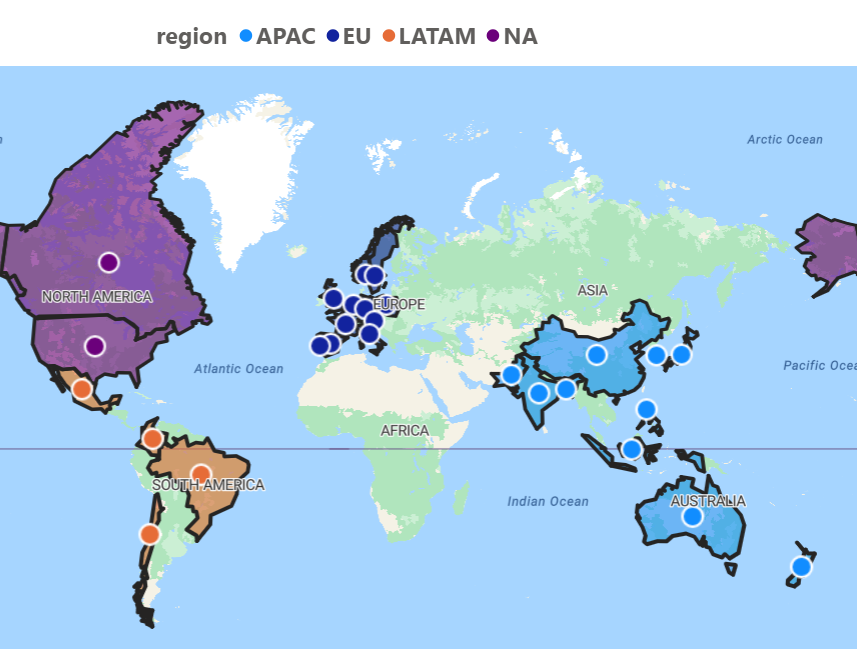 region APAC EU LATAM NA
Arctic Ocean
NORTH AMERICA
EUROPE
ASIA
Atlantic Ocean
Pacific Ocea
AFRICA
SOUTH AMERICA
Indian Ocean
AUSTRALIA